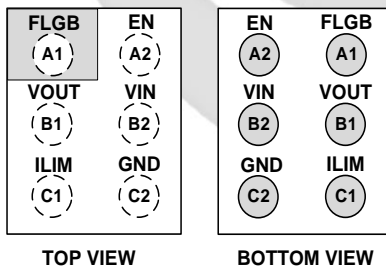 FLGB EN EN FLGB
A1 A2 A2 A1
VOUT VIN VIN VOUT
B1 B2 B2 B1
ILIM GND GND ILIM
C1 C2 C2 C1
TOP VIEW BOTTOM VIEW